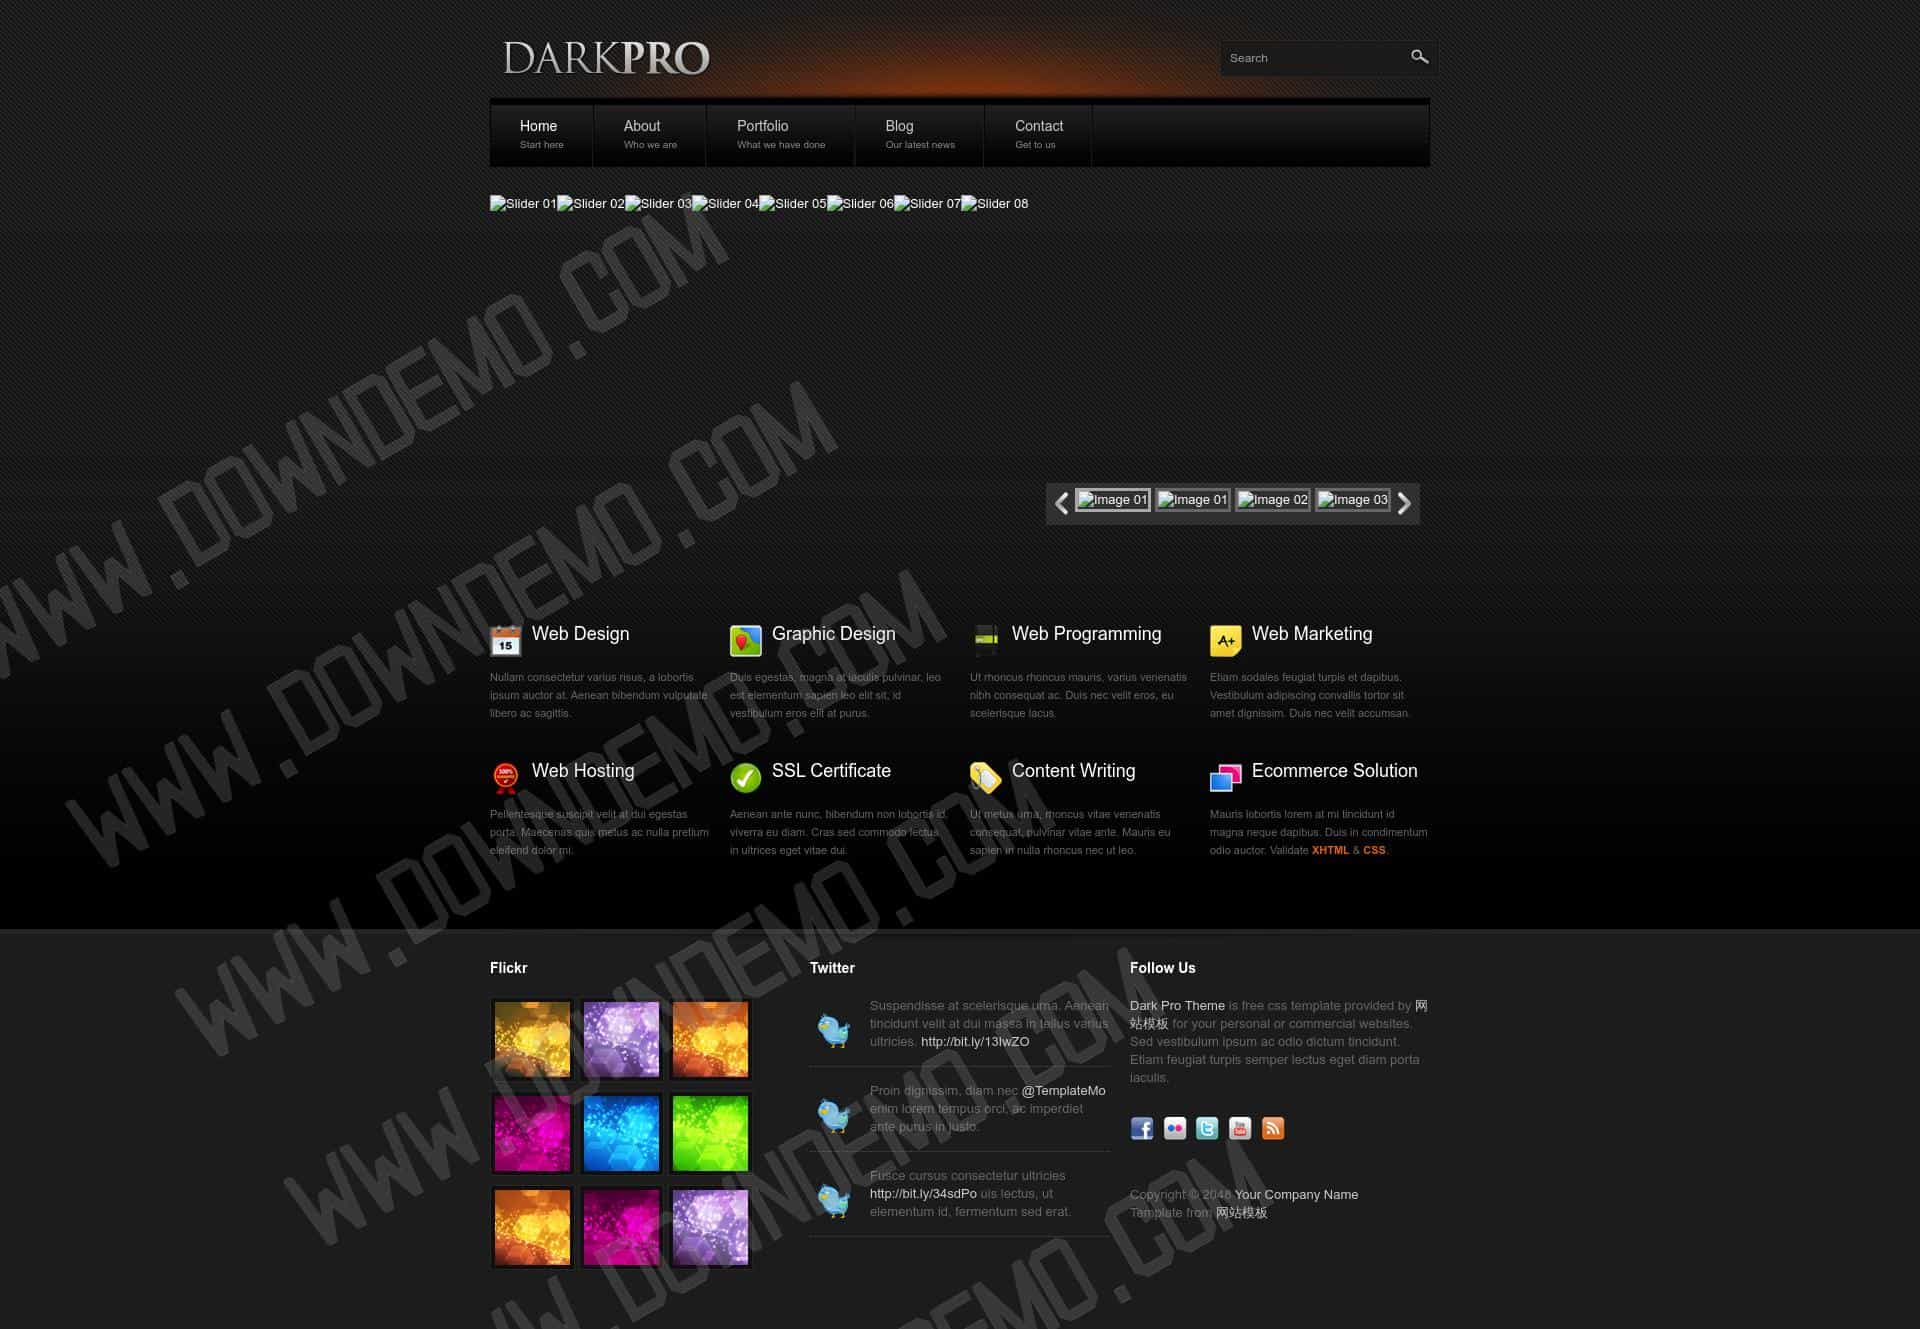 DARKPRO
Search
Home
Start here
About
Who we are
Portfolio
What we have done
Blog
Our latest news
Contact
Get to us
Slider 01 Slider 02 Slider 03 Slider 04 Slider 05 Slider 06 Slider 07 Slider 08
Image 01 Image 01 Image 02 Image 03
Web Design
15
Nullam consectetur varius risus, a lobortis
ipsum auctor at. Aenean bibendum vulputate
libero ac sagittis.
Graphic Design
Duis egestas, magna at iaculis pulvinar, leo
est elementum sapien leo elit sit, id
vestibulum eros elit at purus.
Web Programming
Ut rhoncus rhoncus mauris, varius venenatis
nibh consequat ac. Duis nec velit eros, eu
scelerisque lacus.
Web Marketing
A+
Etiam sodales feugiat turpis et dapibus.
Vestibulum adipiscing convallis tortor sit
amet dignissim. Duis nec velit accumsan.
Web Hosting
100%
Pellentesque suscipit velit at dui egestas
porta. Maecenas quis metus ac nulla pretium
eleifend dolor mi.
SSL Certificate
Aenean ante nunc, bibendum non lobortis id,
viverra eu diam. Cras sed commodo lectus
in ultrices eget vitae dui.
Content Writing
Ut metus urna, rhoncus vitae venenatis
consequat, pulvinar vitae ante. Mauris eu
sapien in nulla rhoncus nec ut leo.
Ecommerce Solution
Mauris lobortis lorem at mi tincidunt id
magna neque dapibus. Duis in condimentum
odio auctor. Validate XHTML & CSS.
Flickr
Twitter
Suspendisse at scelerisque urna. Aenean
tincidunt velit at dui massa in tellus varius
ultricies. http://bit.ly/13IwZO
Proin dignissim, diam nec @TemplateMo
enim lorem tempus orci, ac imperdiet
ante purus in justo.
Fusce cursus consectetur ultricies
http://bit.ly/34sdPo uis lectus, ut
elementum id, fermentum sed erat.
Follow Us
Dark Pro Theme is free css template provided by 网
站模板 for your personal or commercial websites.
Sed vestibulum ipsum ac odio dictum tincidunt.
Etiam feugiat turpis semper lectus eget diam porta
iaculis.
Copyright © 2048 Your Company Name
Template from 网站模板
WWW.DOWNDEMO.COM
WWW.DOWNDEMO.COM
WWW.DOWNDEMO.COM
WWW.DOWNDEMO.COM
WWW.DOWNDEMO.COM
DEMO.COM